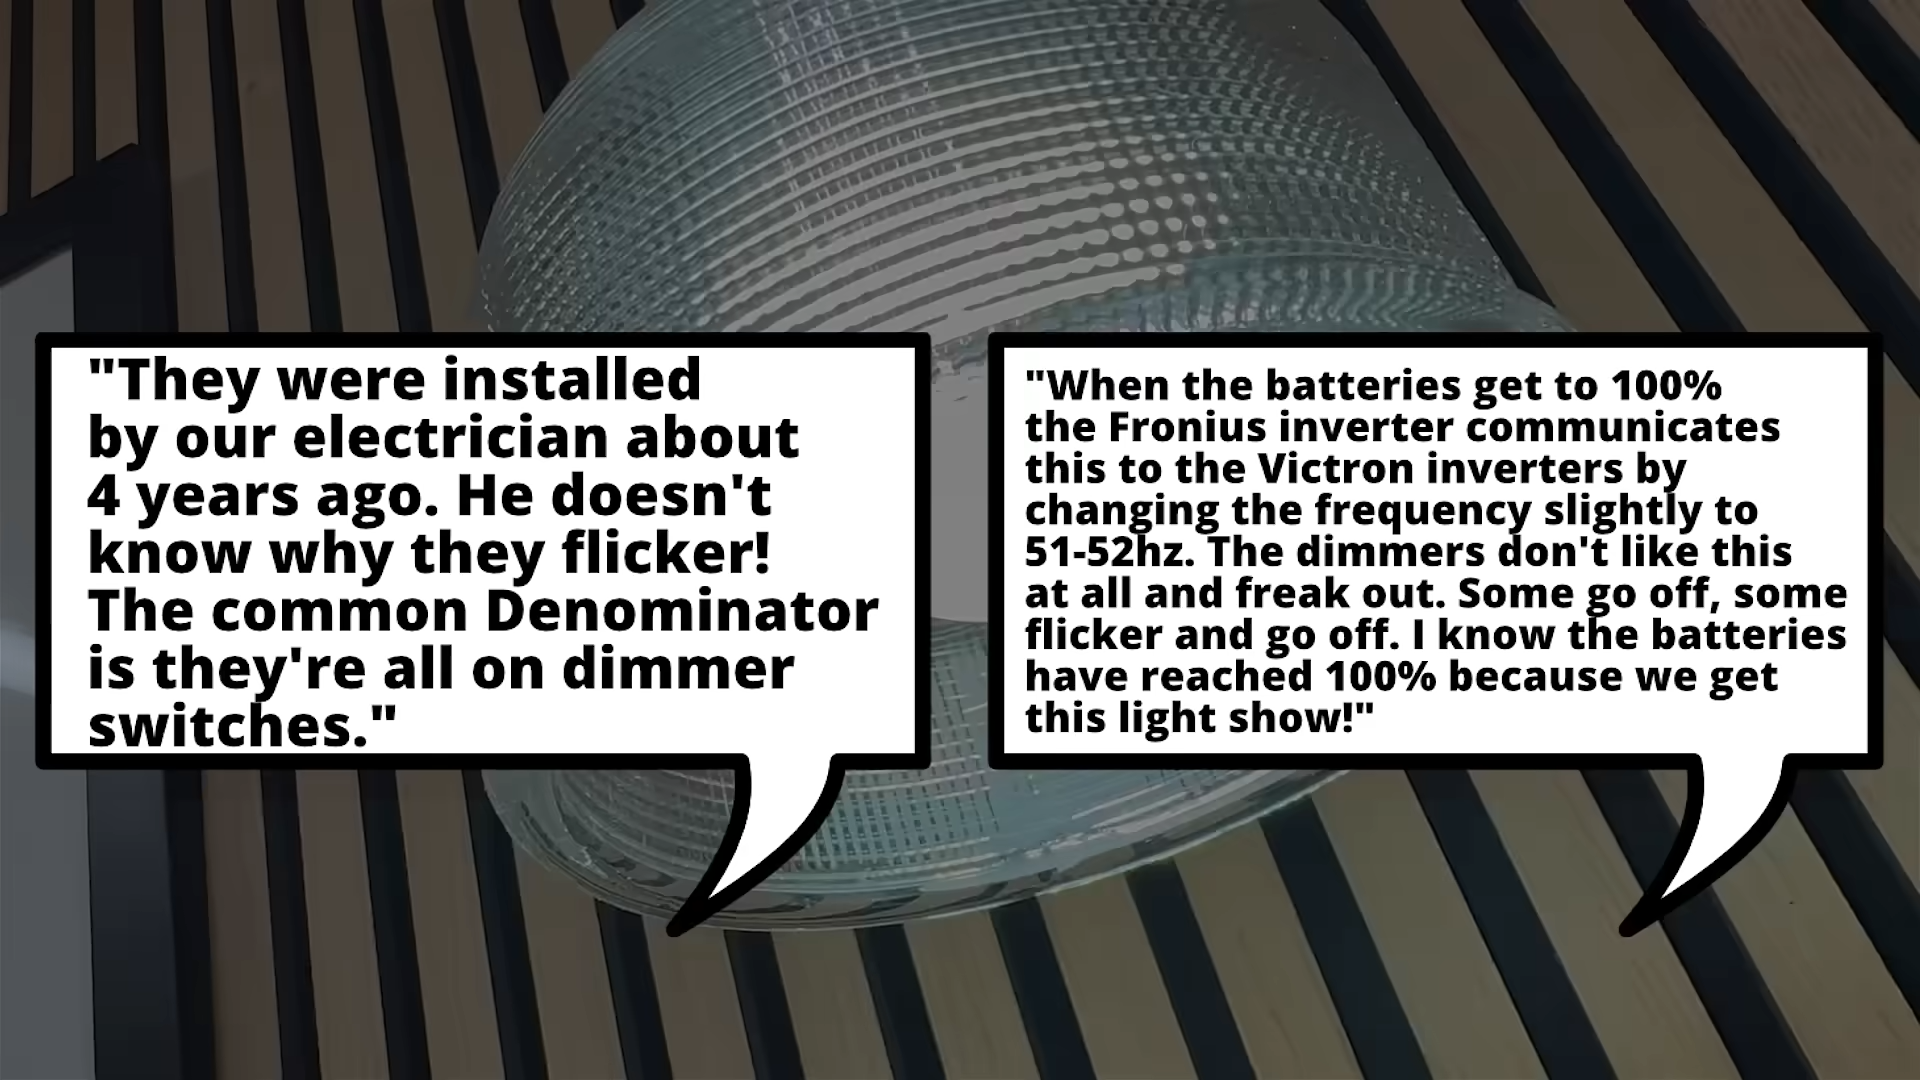 "They were installed
by our electrician about
4 years ago. He doesn't
know why they flicker!
The common Denominator
is they're all on dimmer
switches."
"When the batteries get to 100%
the Fronius inverter communicates
this to the Victron inverters by
changing the frequency slightly to
51-52hz. The dimmers don't like this
at all and freak out. Some go off, some
flicker and go off. I know the batteries
have reached 100% because we get
this light show!"